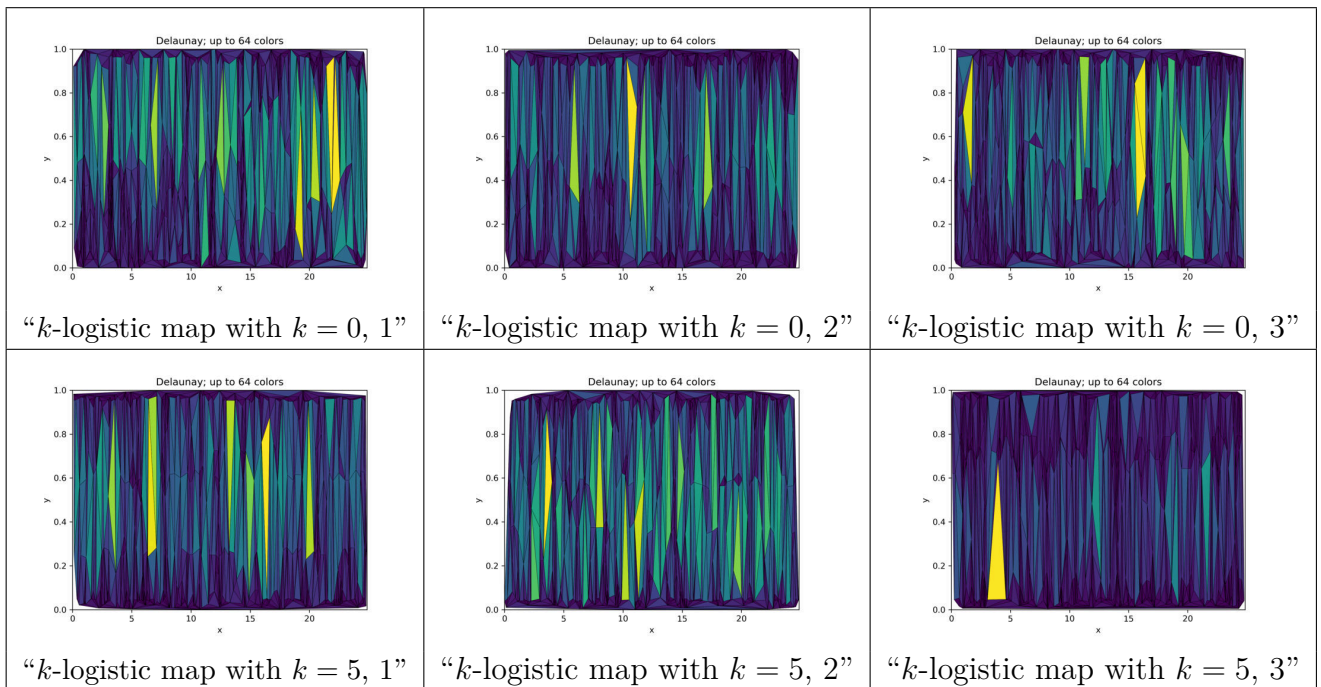 Delaunay; up to 64 colors
1.0
0.8
0.6
y
0.4
0.2
0.0
0 5 10 15 20
x
“k-logistic map with k = 0, 1”
Delaunay; up to 64 colors
1.0
0.8
0.6
y
0.4
0.2
0.0
0 5 10 15 20
x
“k-logistic map with k = 0, 2”
Delaunay; up to 64 colors
1.0
0.8
0.6
y
0.4
0.2
0.0
0 5 10 15 20
x
“k-logistic map with k = 0, 3”
Delaunay; up to 64 colors
1.0
0.8
0.6
y
0.4
0.2
0.0
0 5 10 15 20
x
“k-logistic map with k = 5, 1”
Delaunay; up to 64 colors
1.0
0.8
0.6
y
0.4
0.2
0.0
0 5 10 15 20
x
“k-logistic map with k = 5, 2”
Delaunay; up to 64 colors
1.0
0.8
0.6
y
0.4
0.2
0.0
0 5 10 15 20
x
“k-logistic map with k = 5, 3”